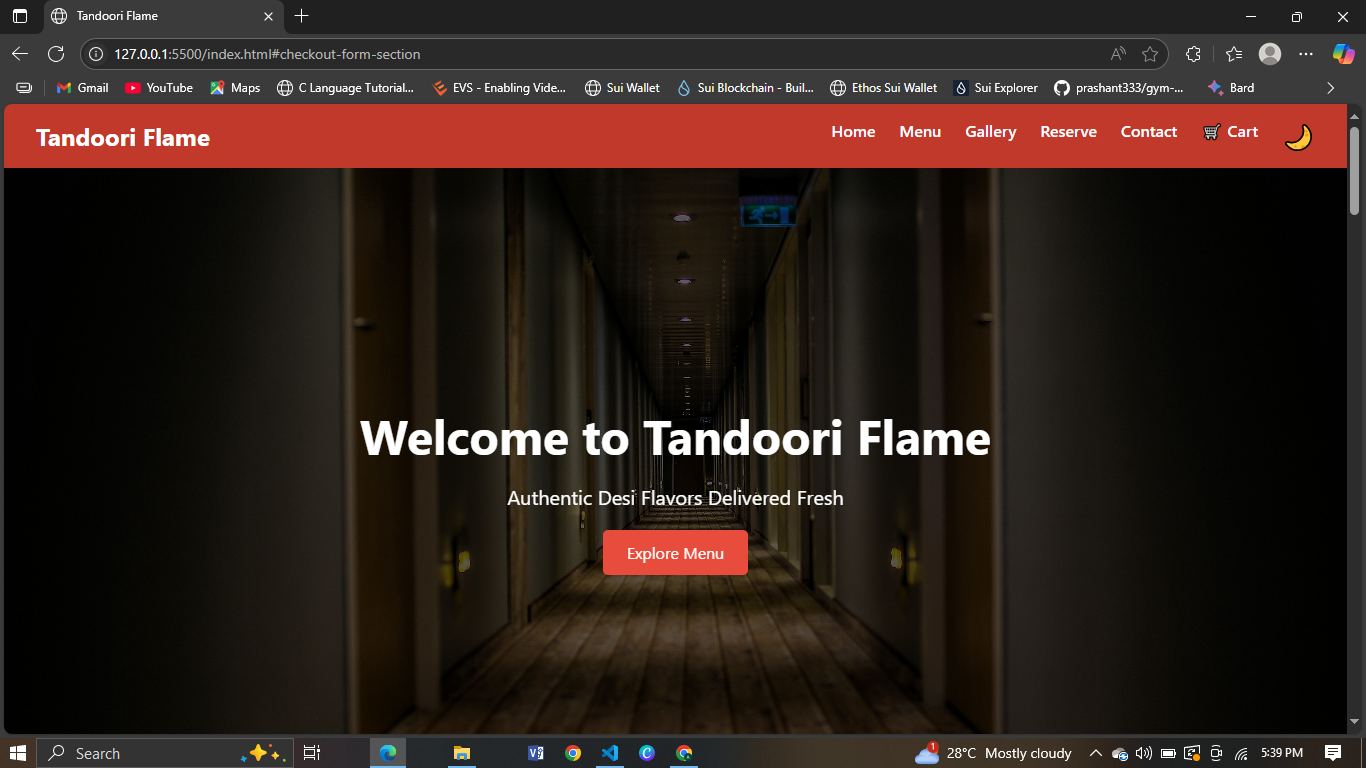 Tandoori Flame
127.0.0.1:5500/index.html#checkout-form-section
Gmail YouTube Maps C Language Tutorial... EVS - Enabling Vide... Sui Wallet Sui Blockchain - Buil... Ethos Sui Wallet Sui Explorer prashant333/gym-... Bard
Tandoori Flame Home Menu Gallery Reserve Contact Cart
Welcome to Tandoori Flame
Authentic Desi Flavors Delivered Fresh
Explore Menu
Search 1 28°C Mostly cloudy 5:39 PM